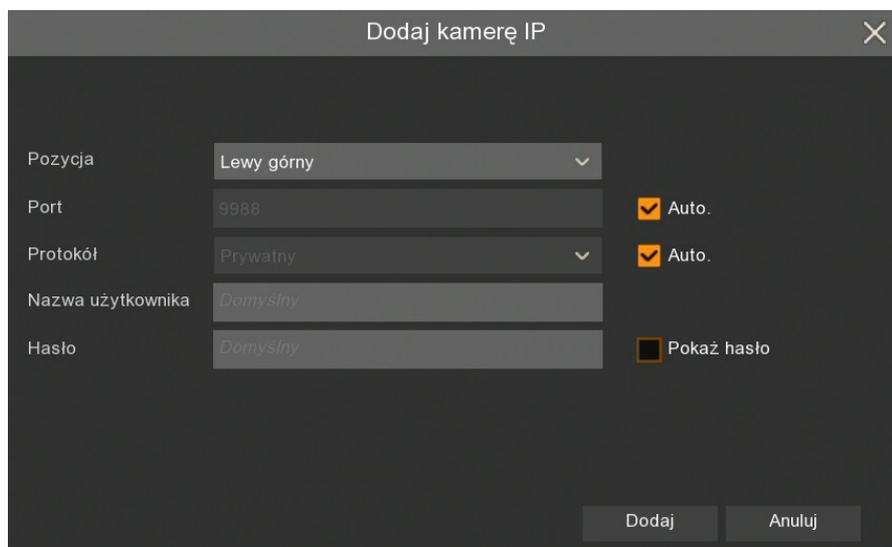 Dodaj kamerę IP
Pozycja Lewy górny
Port 9988 Auto.
Protokół Prywatny Auto.
Nazwa użytkownika Domyślny
Hasło Domyślny Pokaż hasło
Dodaj Anuluj